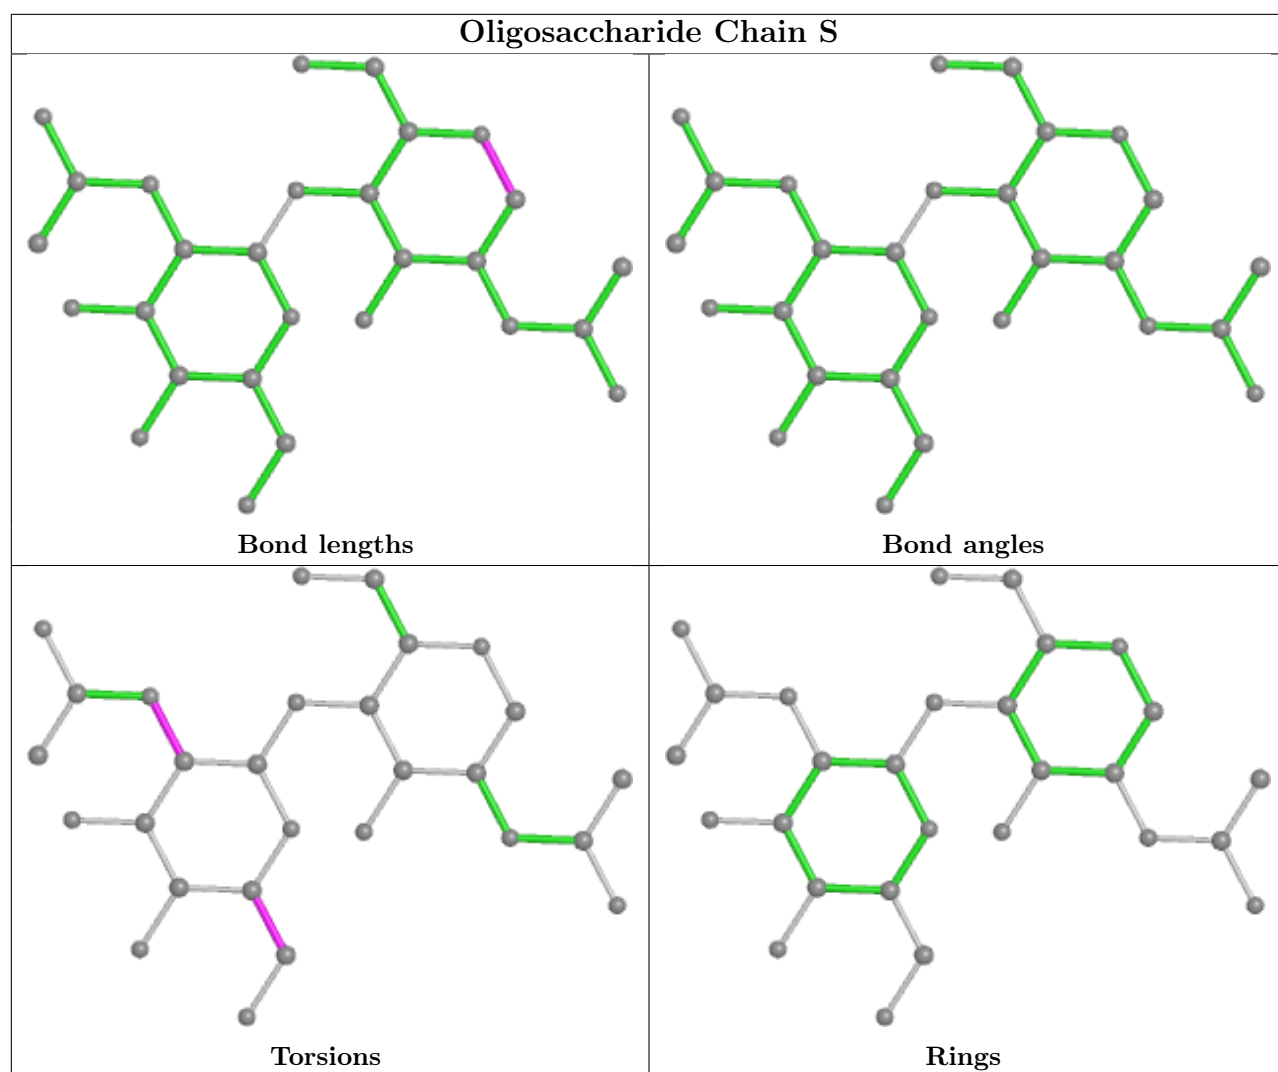 Oligosaccharide Chain S
Bond lengths
Bond angles
Torsions
Rings